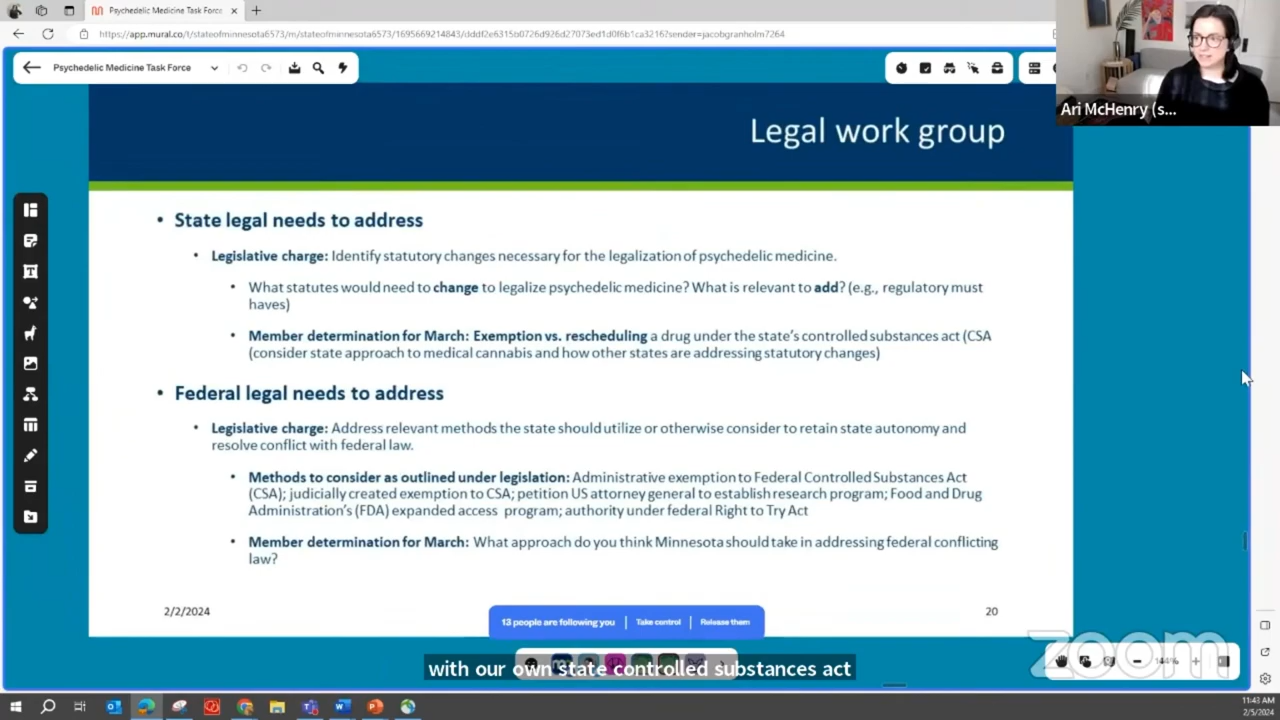 Psychedelic Medicine Task Force
https://app.mural.co/t/stateofminnesota6573/m/stateofminnesota6573/1695669214843/dddf2e6315b0726d926d27073ed1d0f6b1ca3216?sender=jacobgranholm7264
Psychedelic Medicine Task Force
Ari McHenry (s...
Legal work group
• State legal needs to address
• Legislative charge: Identify statutory changes necessary for the legalization of psychedelic medicine.
• What statutes would need to change to legalize psychedelic medicine? What is relevant to add? (e.g., regulatory must
haves)
• Member determination for March: Exemption vs. rescheduling a drug under the state's controlled substances act (CSA
(consider state approach to medical cannabis and how other states are addressing statutory changes)
• Federal legal needs to address
• Legislative charge: Address relevant methods the state should utilize or otherwise consider to retain state autonomy and
resolve conflict with federal law.
• Methods to consider as outlined under legislation: Administrative exemption to Federal Controlled Substances Act
(CSA); judicially created exemption to CSA; petition US attorney general to establish research program; Food and Drug
Administration's (FDA) expanded access program; authority under federal Right to Try Act
• Member determination for March: What approach do you think Minnesota should take in addressing federal conflicting
law?
2/2/2024
20
13 people are following you | Take control | Release them
zoom
with our own state controlled substances act
144%
11:43 AM
2/5/2024